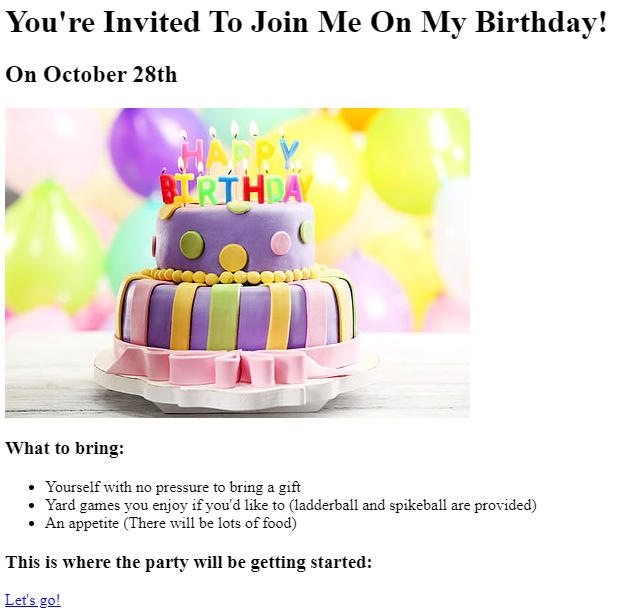 You're Invited To Join Me On My Birthday!
On October 28th
HAPPY
BIRTHDAY
What to bring:
Yourself with no pressure to bring a gift
Yard games you enjoy if you'd like to (ladderball and spikeball are provided)
An appetite (There will be lots of food)
This is where the party will be getting started:
Let's go!